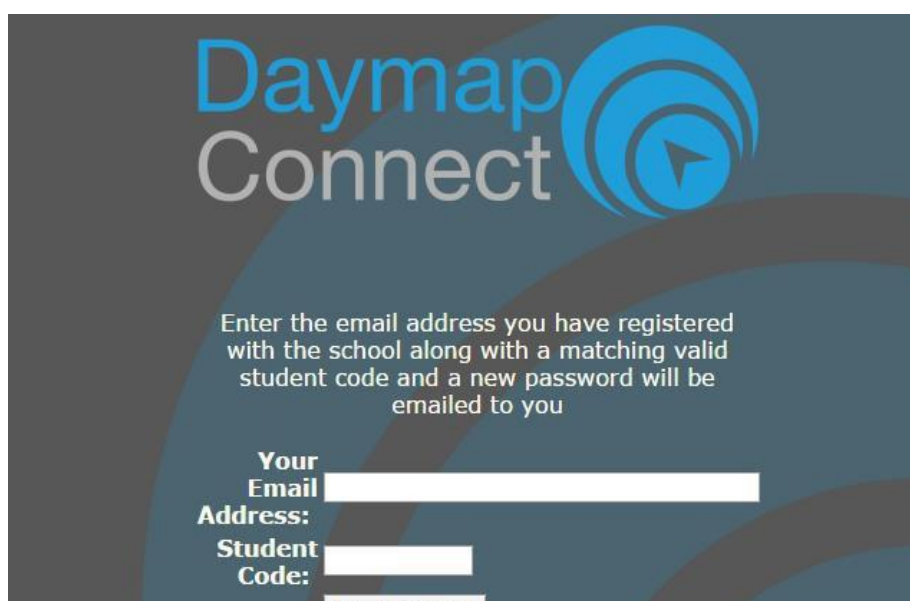 Daymap
Connect
Enter the email address you have registered
with the school along with a matching valid
student code and a new password will be
emailed to you
Your
Email
Address:
Student
Code: